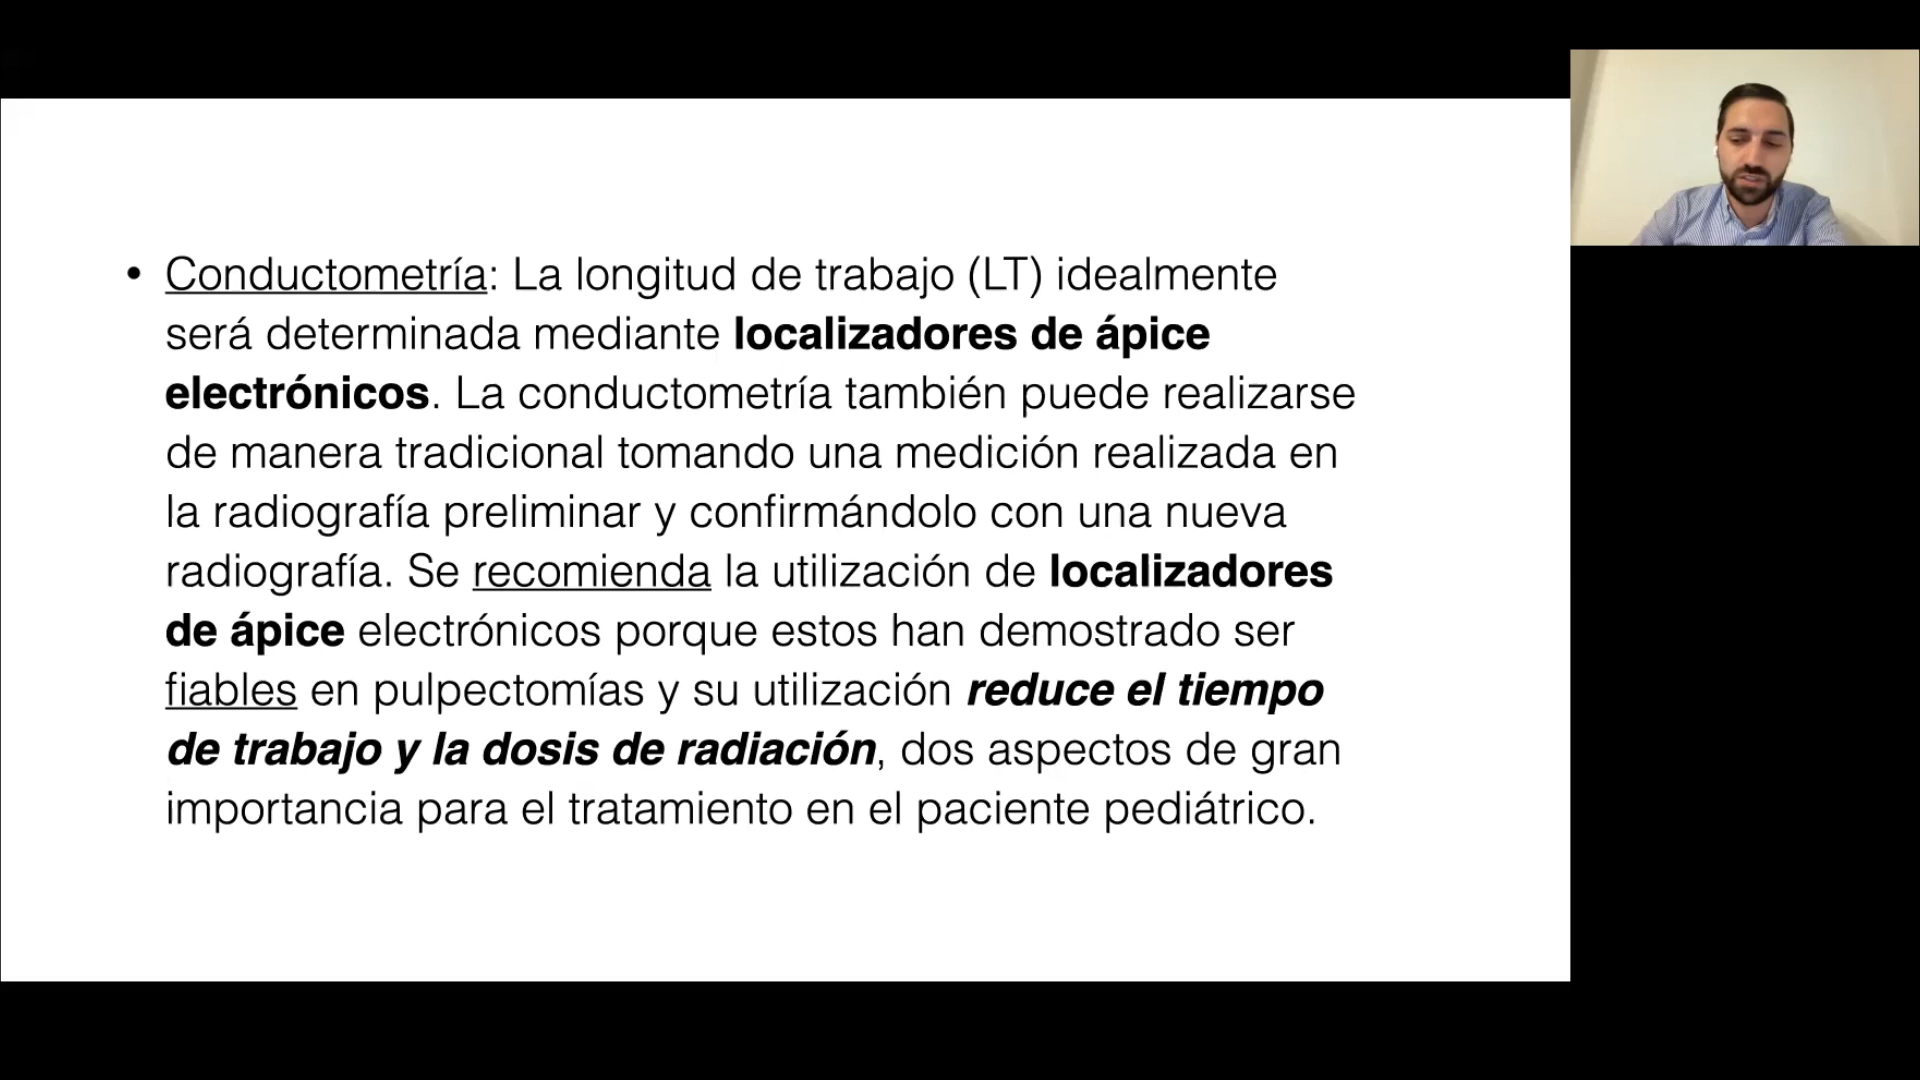 • Conductometría: La longitud de trabajo (LT) idealmente
será determinada mediante localizadores de ápice
electrónicos. La conductometría también puede realizarse
de manera tradicional tomando una medición realizada en
la radiografía preliminar y confirmándolo con una nueva
radiografía. Se recomienda la utilización de localizadores
de ápice electrónicos porque estos han demostrado ser
fiables en pulpectomías y su utilización reduce el tiempo
de trabajo y la dosis de radiación, dos aspectos de gran
importancia para el tratamiento en el paciente pediátrico.